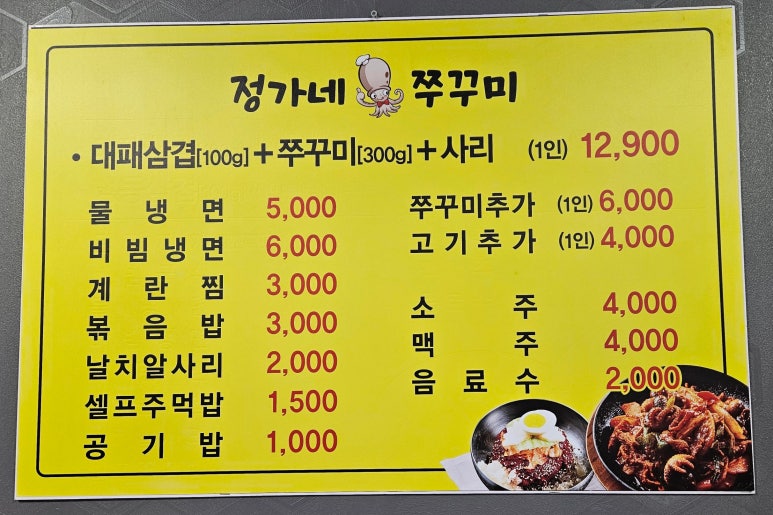 정가네 쭈꾸미
• 대패삼겹[100g] + 쭈꾸미[300g] + 사리 (1인) 12,900
물냉면 5,000
비빔냉면 6,000
계란찜 3,000
볶음밥 3,000
날치알사리 2,000
셀프주먹밥 1,500
공기밥 1,000
쭈꾸미추가 (1인) 6,000
고기추가 (1인) 4,000
소주 4,000
맥주 4,000
음료수 2,000